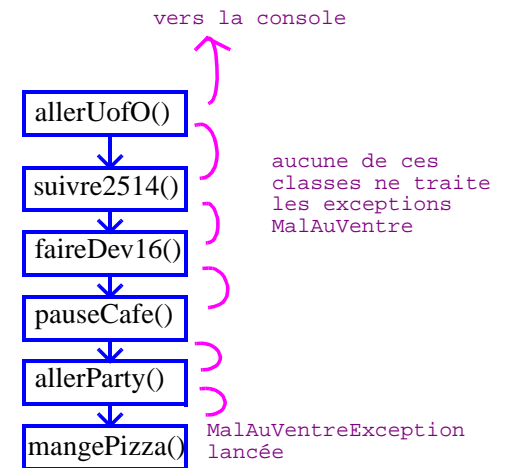 vers la console
allerUofO()
suivre2514()
aucune de ces
classes ne traite
les exceptions
MalAuVentre
faireDev16()
pauseCafe()
allerParty()
mangePizza()
MalAuVentreException
lancée